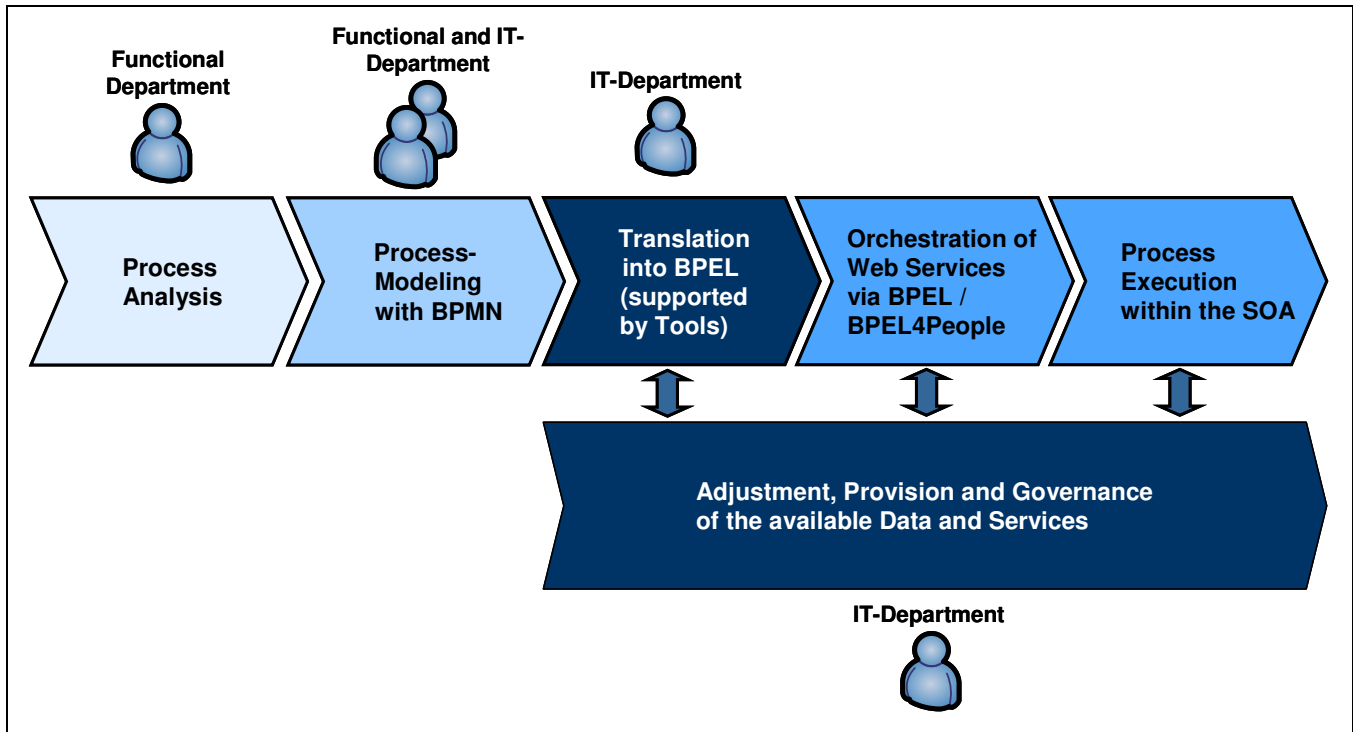 Functional
Department
Functional and IT-
Department
IT-Department
Process
Analysis
Process-
Modeling
with BPMN
Translation
into BPEL
(supported
by Tools)
Orchestration of
Web Services
via BPEL /
BPEL4People
Process
Execution
within the SOA
Adjustment, Provision and Governance
of the available Data and Services
IT-Department